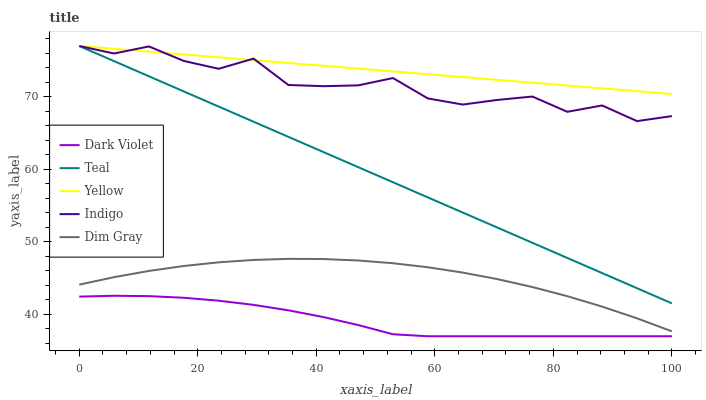 title
yaxis_label
70
60
50
40
Dark Violet
Teal
Yellow
Indigo
Dim Gray
0
20
40
60
80
100
xaxis_label